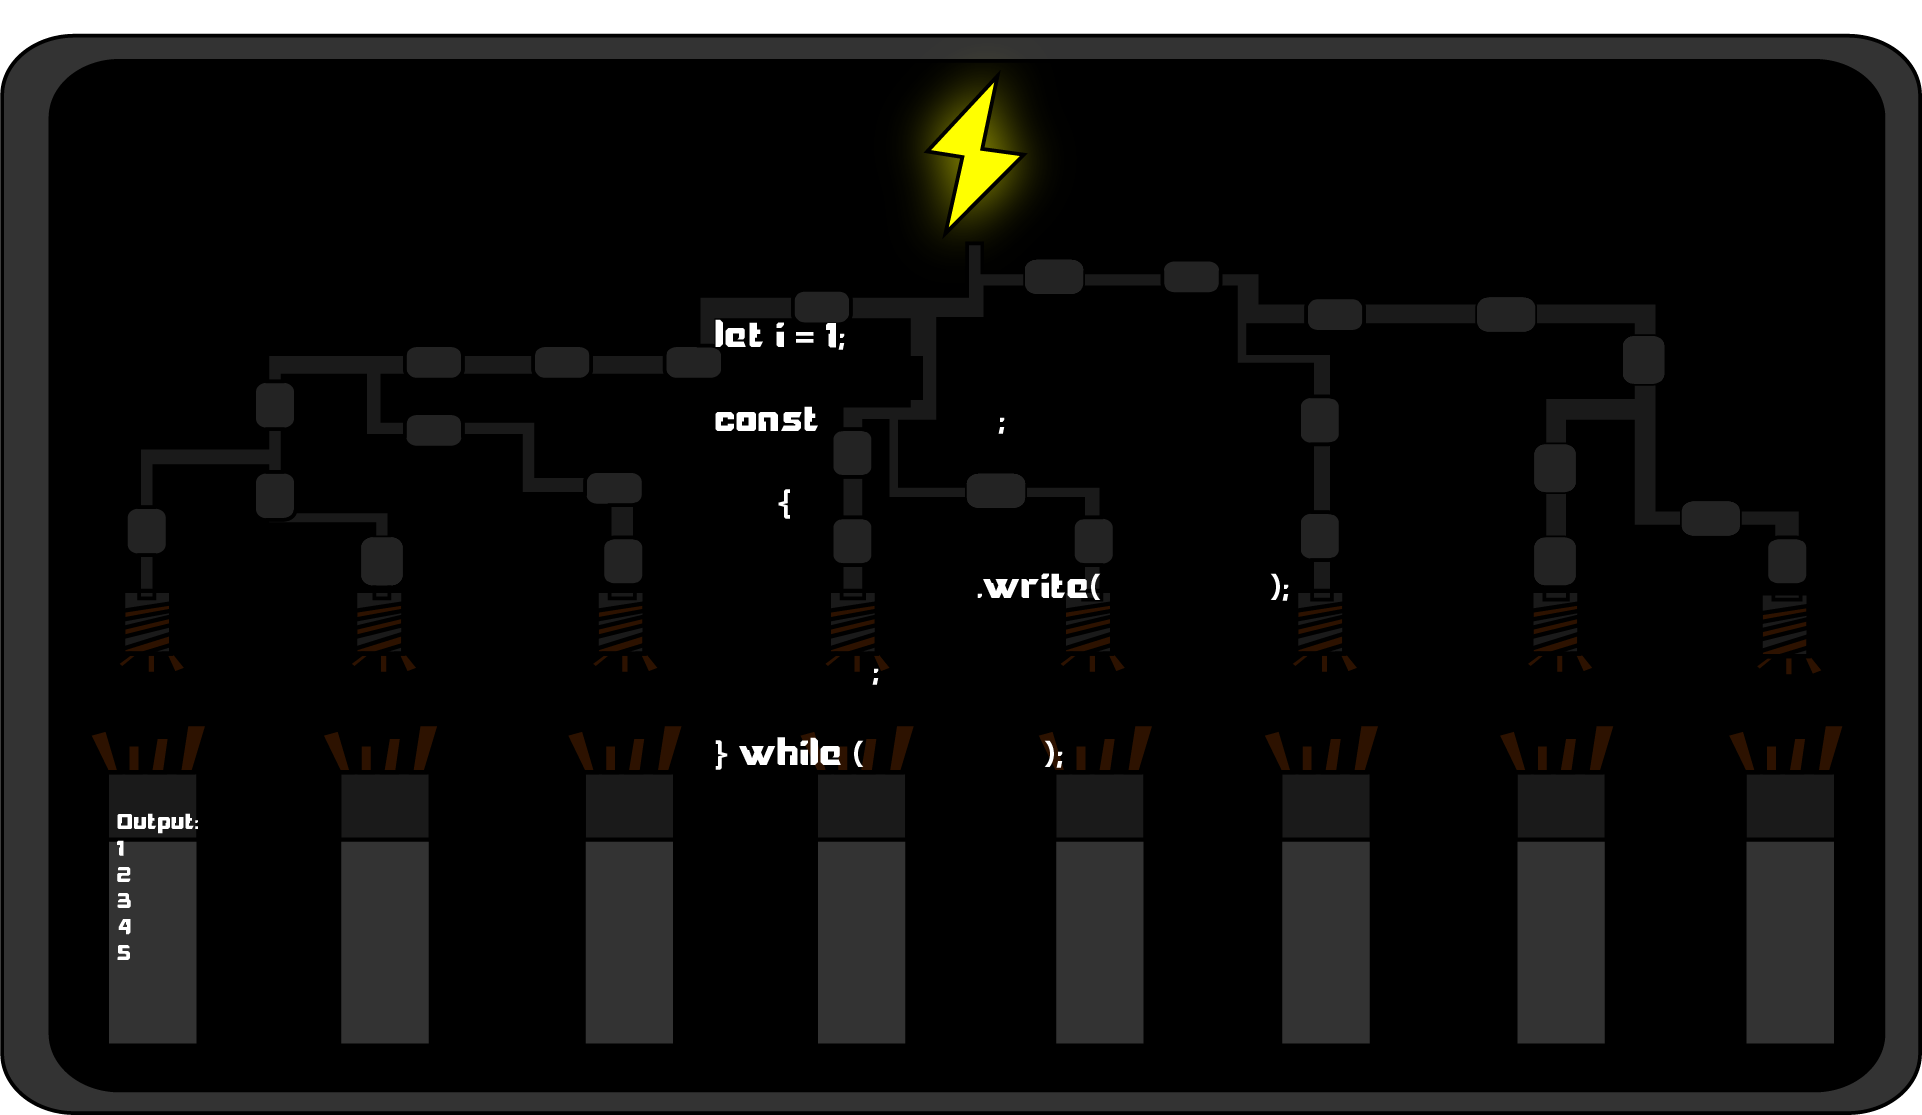 let i = 1;
const ;
{
.write( );
;
} while ( );
Output:
1
2
3
4
5